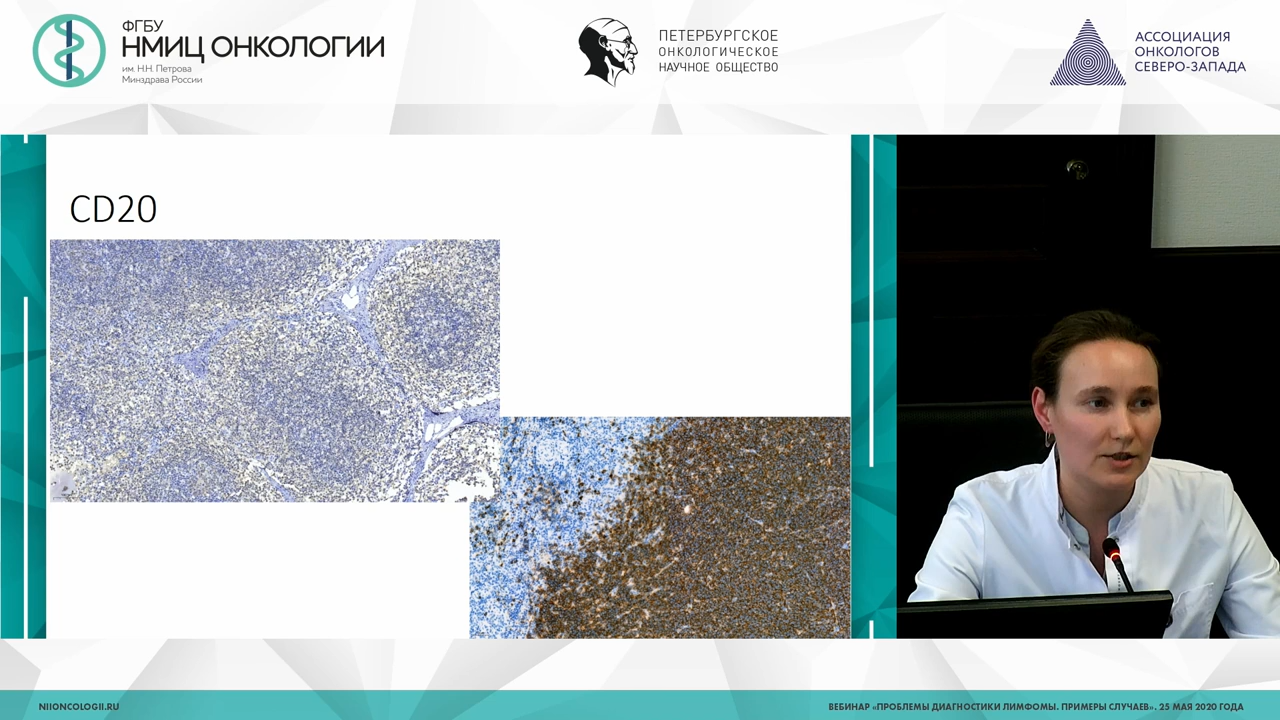 ФГБУ
НМИЦ ОНКОЛОГИИ
им. Н.Н. Петрова
Минздрава России
ПЕТЕРБУРГСКОЕ
ОНКОЛОГИЧЕСКОЕ
НАУЧНОЕ ОБЩЕСТВО
АССОЦИАЦИЯ
ОНКОЛОГОВ
СЕВЕРО-ЗАПАДА
CD20
NIIONCOLOGII.RU
ВЕБИНАР «ПРОБЛЕМЫ ДИАГНОСТИКИ ЛИМФОМЫ. ПРИМЕРЫ СЛУЧАЕВ». 25 МАЯ 2020 ГОДА